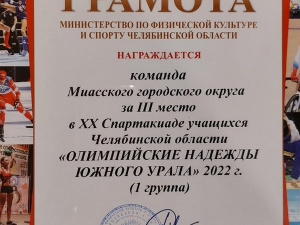 ГРАМОТА
МИНИСТЕРСТВО ПО ФИЗИЧЕСКОЙ КУЛЬТУРЕ
И СПОРТУ ЧЕЛЯБИНСКОЙ ОБЛАСТИ
НАГРАЖДАЕТСЯ
команда
Миасского городского округа
за III место
в XX Спартакиаде учащихся
Челябинской области
«ОЛИМПИЙСКИЕ НАДЕЖДЫ
ЮЖНОГО УРАЛА» 2022 г.
(1 группа)